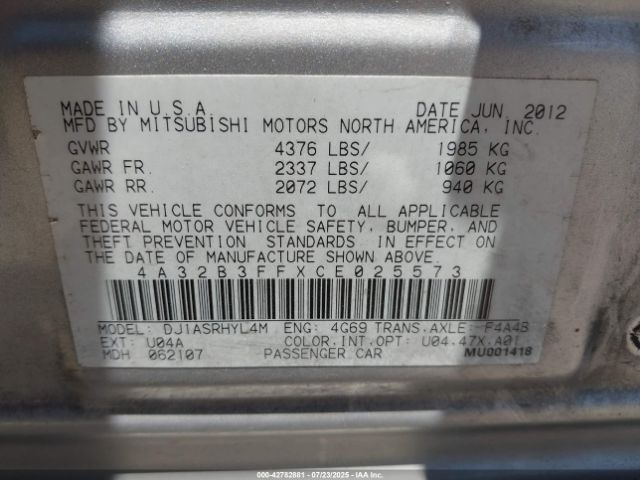 MADE IN U.S.A. DATE JUN. 2012
MFD BY MITSUBISHI MOTORS NORTH AMERICA, INC.
GVWR 4376 LBS/ 1985 KG
GAWR FR. 2337 LBS/ 1060 KG
GAWR RR. 2072 LBS/ 940 KG
THIS VEHICLE CONFORMS TO ALL APPLICABLE
FEDERAL MOTOR VEHICLE SAFETY, BUMPER, AND
THEFT PREVENTION STANDARDS IN EFFECT ON
THE DATE OF MANUFACTURE SHOWN ABOVE.
4A32B3FFXCE025573
MODEL: DJ1ASRHYL4M ENG: 4G69 TRANS.AXLE: F4A4B
EXT: U04A COLOR.INT.OPT: U04.47X.A01
MDH 062107 PASSENGER CAR MU001418
000-42782881 - 07/23/2025 - IAA Inc. Copyright